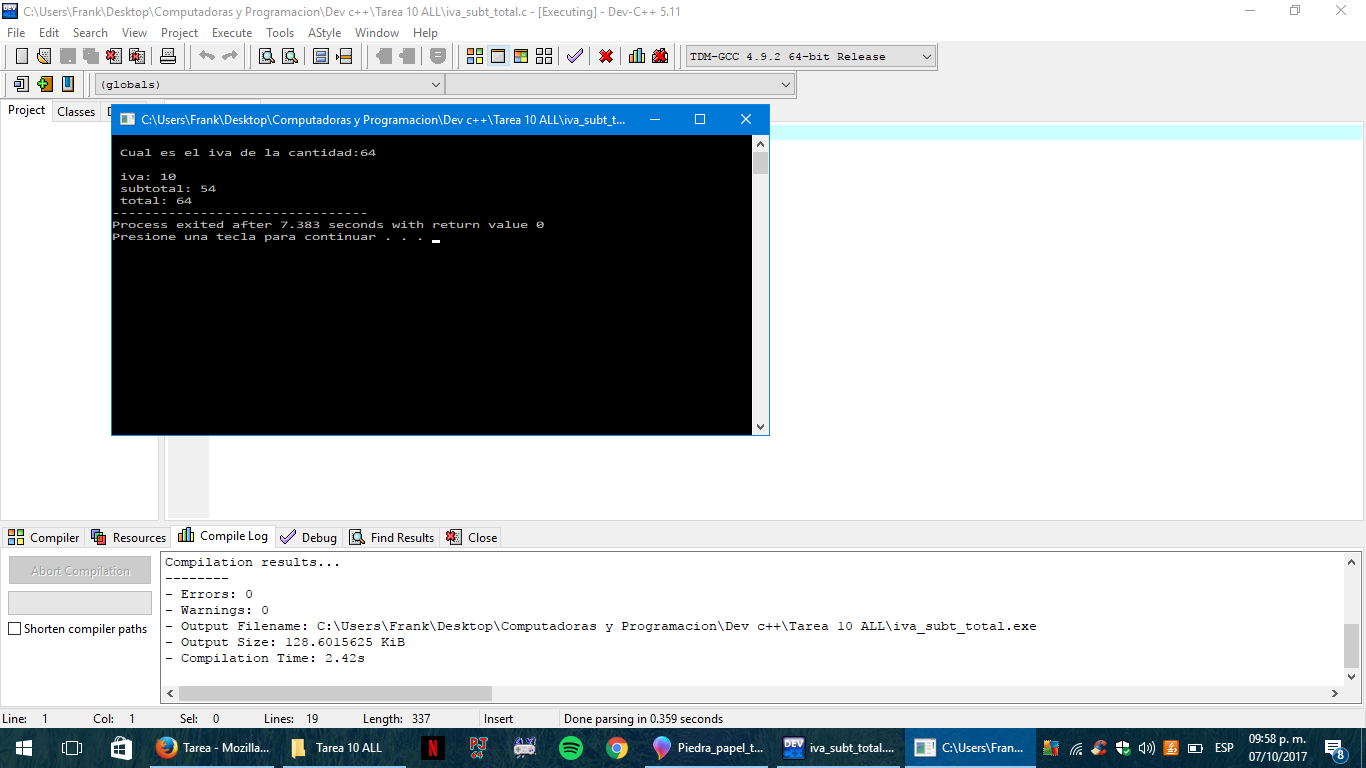 C:\Users\Frank\Desktop\Computadoras y Programacion\Dev c++\Tarea 10 ALL\iva_subt_total.c - [Executing] - Dev-C++ 5.11
File Edit Search View Project Execute Tools AStyle Window Help
TDM-GCC 4.9.2 64-bit Release
(globals)
Project Classes D
C:\Users\Frank\Desktop\Computadoras y Programacion\Dev c++\Tarea 10 ALL\iva_subt_t...
Cual es el iva de la cantidad:64
iva: 10
subtotal: 54
total: 64
--------------------------------
Process exited after 7.383 seconds with return value 0
Presione una tecla para continuar . . .
Compiler Resources Compile Log Debug Find Results Close
Abort Compilation
Shorten compiler paths
Compilation results...
--------
- Errors: 0
- Warnings: 0
- Output Filename: C:\Users\Frank\Desktop\Computadoras y Programacion\Dev c++\Tarea 10 ALL\iva_subt_total.exe
- Output Size: 128.6015625 KiB
- Compilation Time: 2.42s
Line: 1 Col: 1 Sel: 0 Lines: 19 Length: 337 Insert Done parsing in 0.359 seconds
Tarea - Mozilla... Tarea 10 ALL N PJ 64 Piedra_papel_t... DEV iva_subt_total.... C:\Users\Fran... ESP 09:58 p. m.
07/10/2017 8